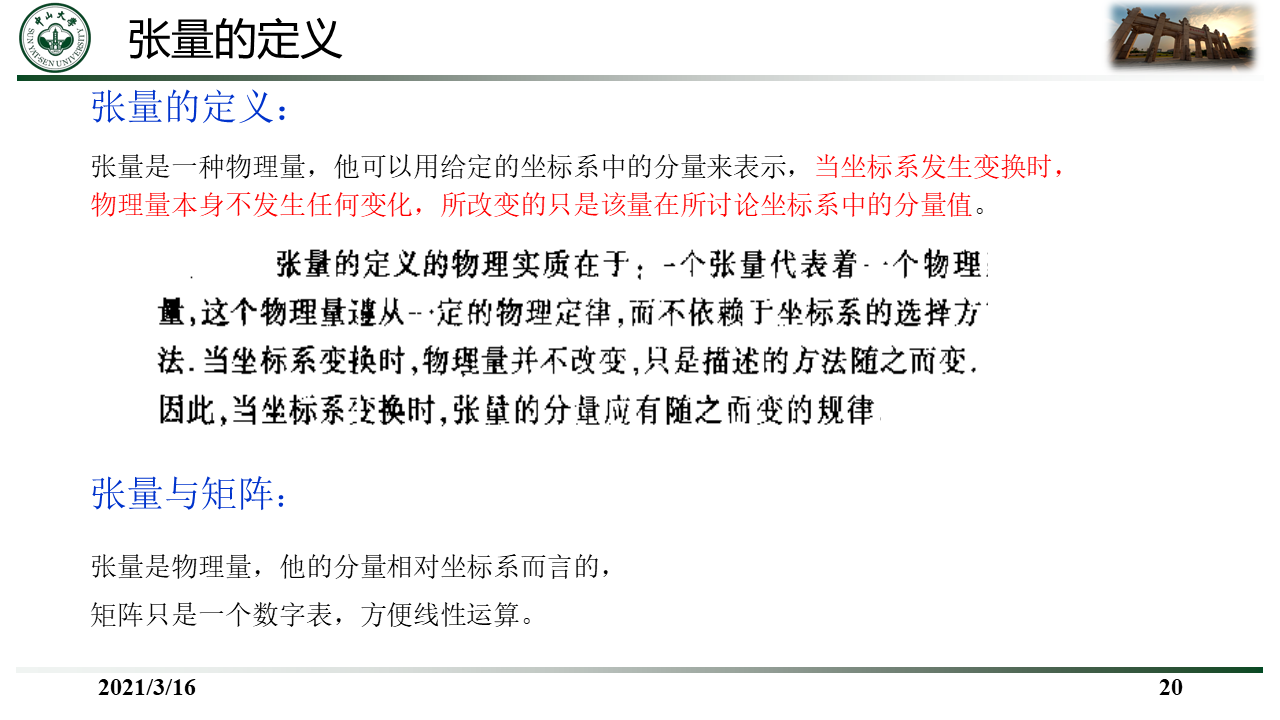 中山大学
SUN YAT-SEN UNIVERSITY
张量的定义
张量的定义：
张量是一种物理量，他可以用给定的坐标系中的分量来表示，当坐标系发生变换时，
物理量本身不发生任何变化，所改变的只是该量在所讨论坐标系中的分量值。
张量的定义的物理实质在于：一个张量代表着一个物理
量,这个物理量遵从一定的物理定律,而不依赖于坐标系的选择方
法.当坐标系变换时,物理量并不改变,只是描述的方法随之而变.
因此,当坐标系变换时,张量的分量应有随之而变的规律
张量与矩阵：
张量是物理量，他的分量相对坐标系而言的，
矩阵只是一个数字表，方便线性运算。
2021/3/16
20